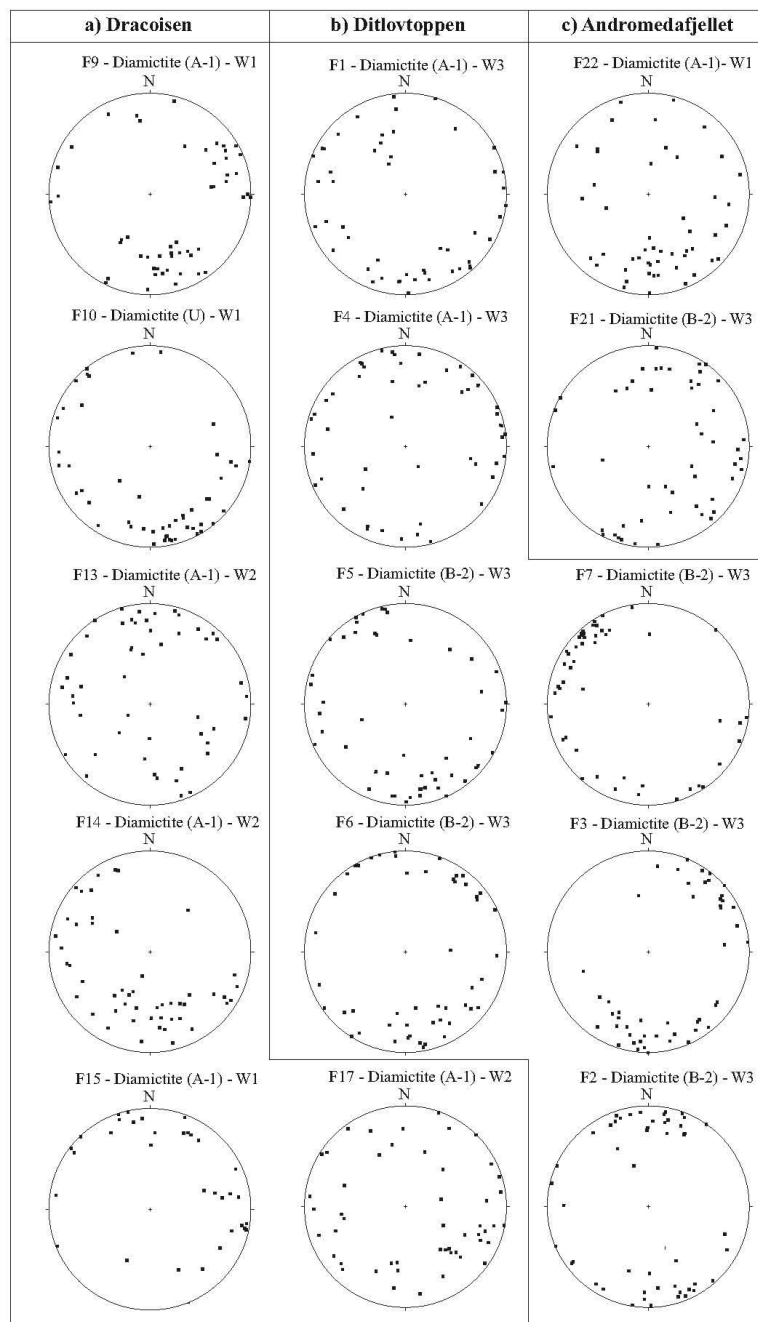 a) Dracoisen
b) Ditlovtoppen
c) Andromedafjellet
F9 - Diamictite (A-1) - W1
N
F1 - Diamictite (A-1) - W3
N
F22 - Diamictite (A-1)- W1
N
F10 - Diamictite (U) - W1
N
F4 - Diamictite (A-1) - W3
N
F21 - Diamictite (B-2) - W3
N
F13 - Diamictite (A-1) - W2
N
F5 - Diamictite (B-2) - W3
N
F7 - Diamictite (B-2) - W3
N
F14 - Diamictite (A-1) - W2
N
F6 - Diamictite (B-2) - W3
N
F3 - Diamictite (B-2) - W3
N
F15 - Diamictite (A-1) - W1
N
F17 - Diamictite (A-1) - W2
N
F2 - Diamictite (B-2) - W3
N